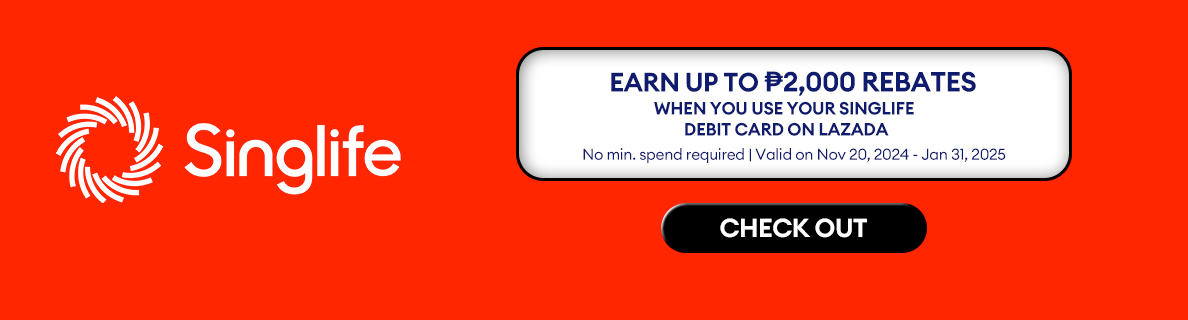 Singlife
EARN UP TO ₱2,000 REBATES
WHEN YOU USE YOUR SINGLIFE
DEBIT CARD ON LAZADA
No min. spend required | Valid on Nov 20, 2024 - Jan 31, 2025
CHECK OUT